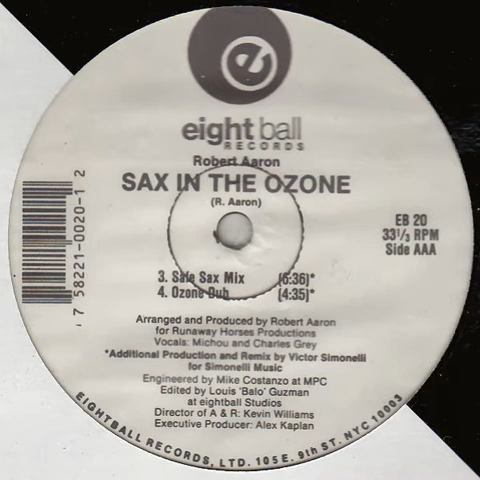 e
eight ball
RECORDS
Robert Aaron
SAX IN THE OZONE
(R. Aaron)
EB 20
33 1/3 RPM
Side AAA
3. Safe Sax Mix (6:36)*
4. Ozone Dub (4:35)*
7 58221-0020-1 2
Arranged and Produced by Robert Aaron
for Runaway Horses Productions
Vocals: Michou and Charles Grey
*Additional Production and Remix by Victor Simonelli
for Simonelli Music
Engineered by Mike Costanzo at MPC
Edited by Louis 'Balo' Guzman
at eightball Studios
Director of A & R: Kevin Williams
Executive Producer: Alex Kaplan
EIGHTBALL RECORDS, LTD. 105 E. 9th ST. NYC 10003